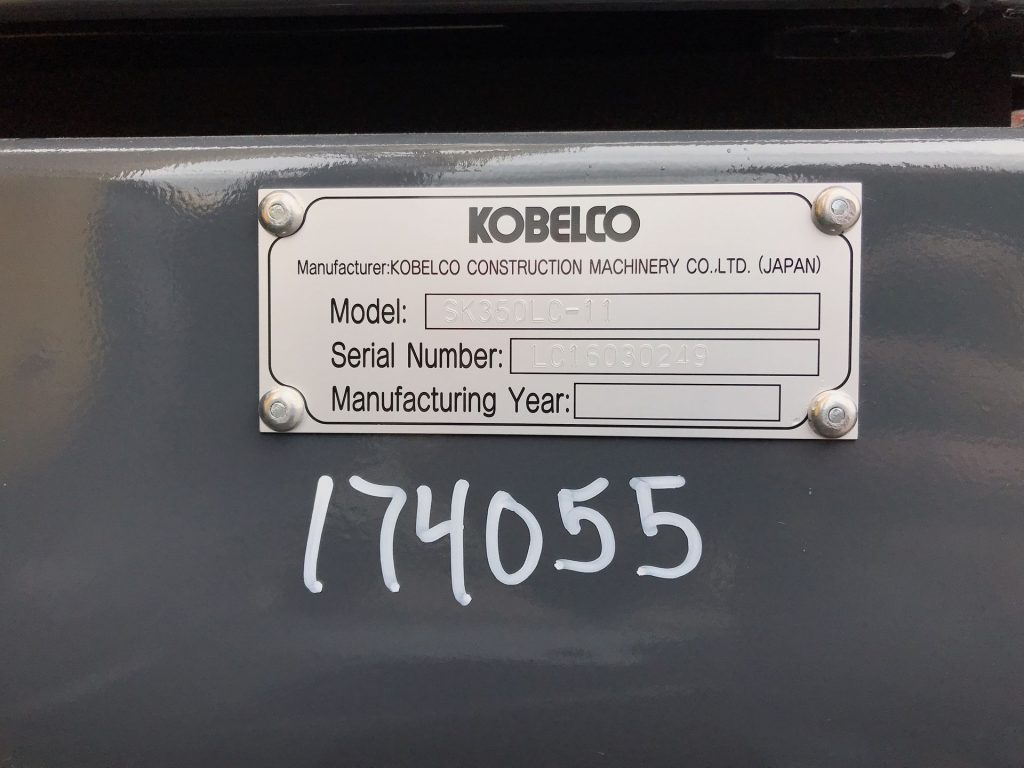 KOBELCO
Manufacturer:KOBELCO CONSTRUCTION MACHINERY CO.,LTD. (JAPAN)
Model: SK350LC-11
Serial Number: LC16030249
Manufacturing Year:
174055